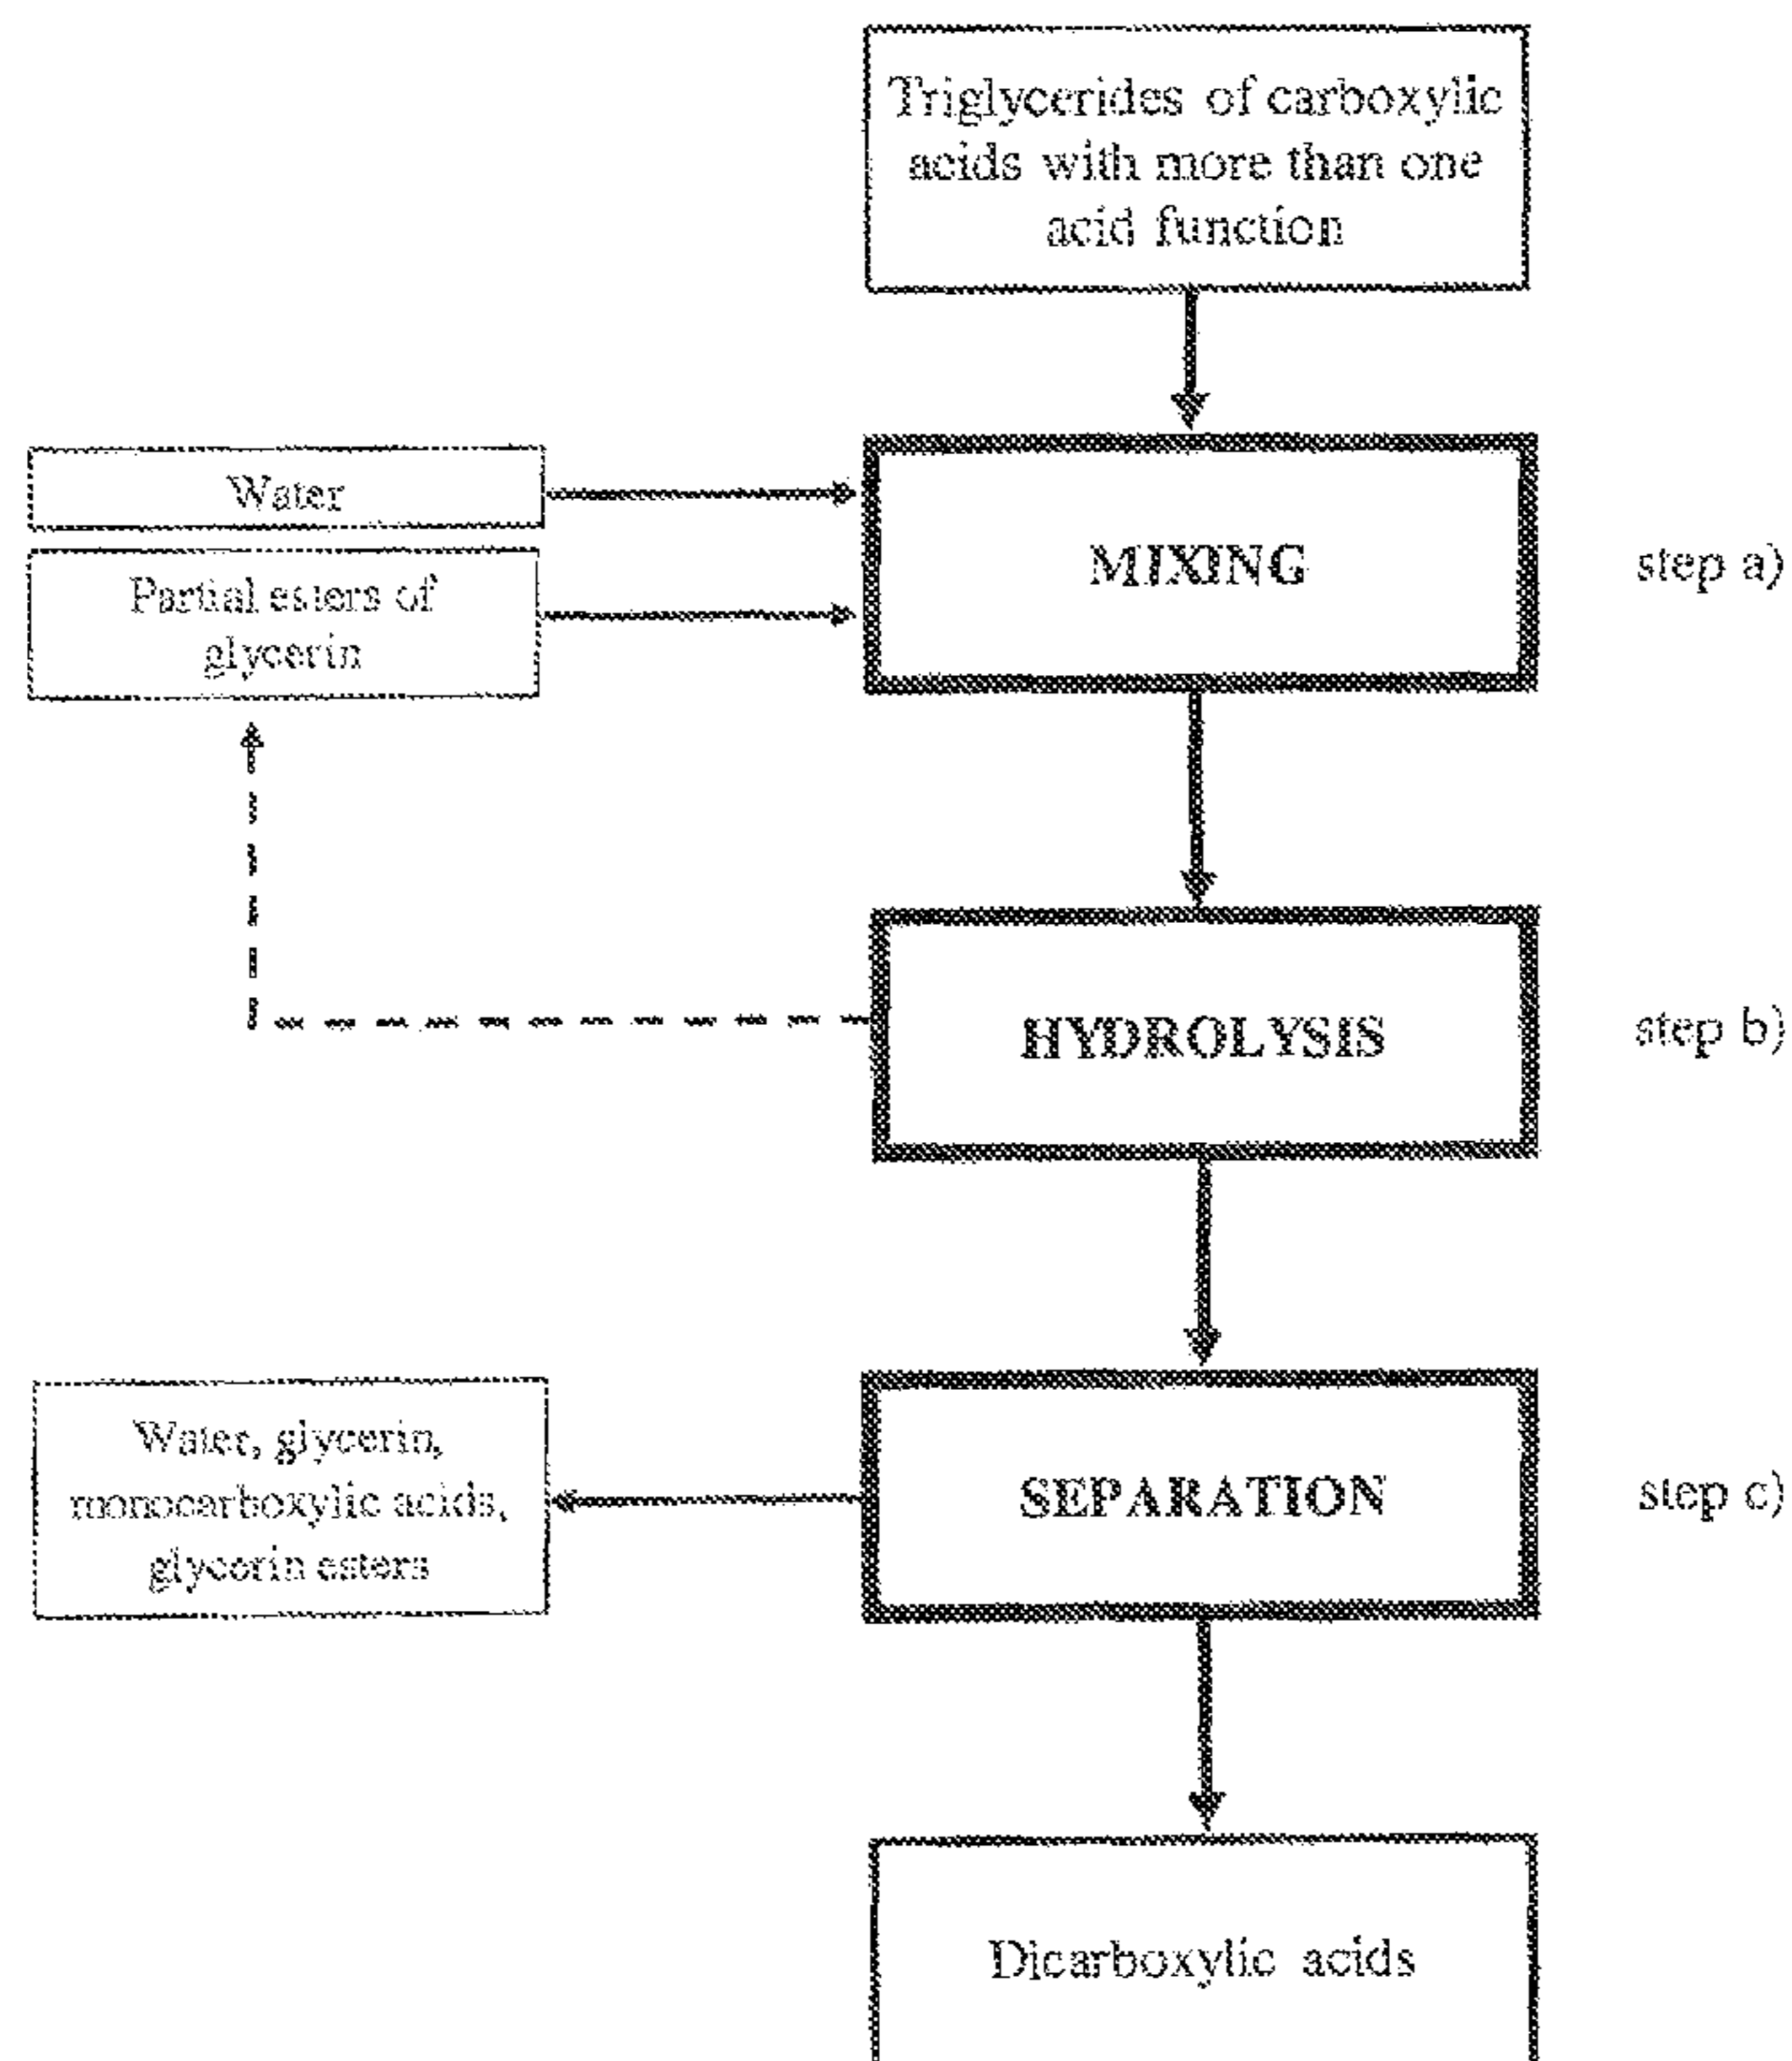 Triglycerides of carboxylic
acids with more than one
acid function
Water
Partial esters of
glycerin
MIXING
step a)
HYDROLYSIS
step b)
Water, glycerin,
monocarboxylic acids,
glycerin esters
SEPARATION
step c)
Dicarboxylic acids